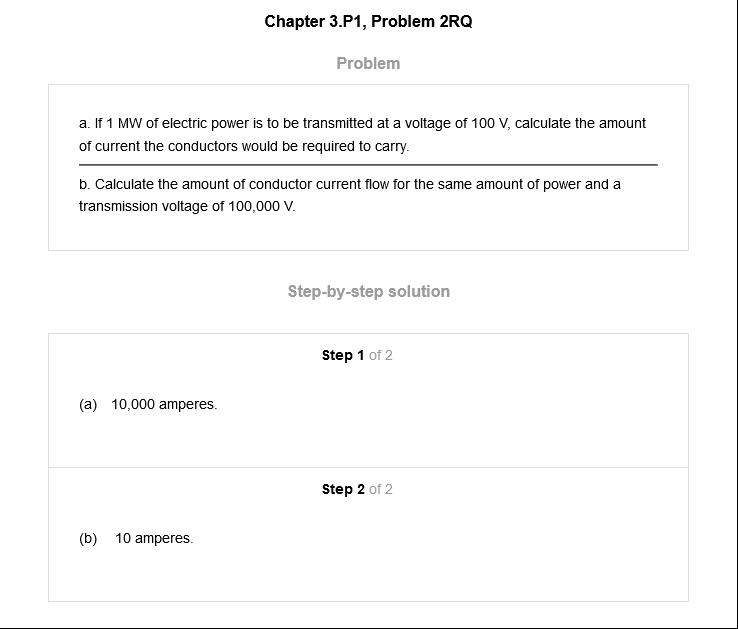 Chapter 3.P1, Problem 2RQ
Problem
a. If 1 MW of electric power is to be transmitted at a voltage of 100 V, calculate the amount
of current the conductors would be required to carry.
b. Calculate the amount of conductor current flow for the same amount of power and a
transmission voltage of 100,000 V.
Step-by-step solution
Step 1 of 2
(a) 10,000 amperes.
Step 2 of 2
(b) 10 amperes.